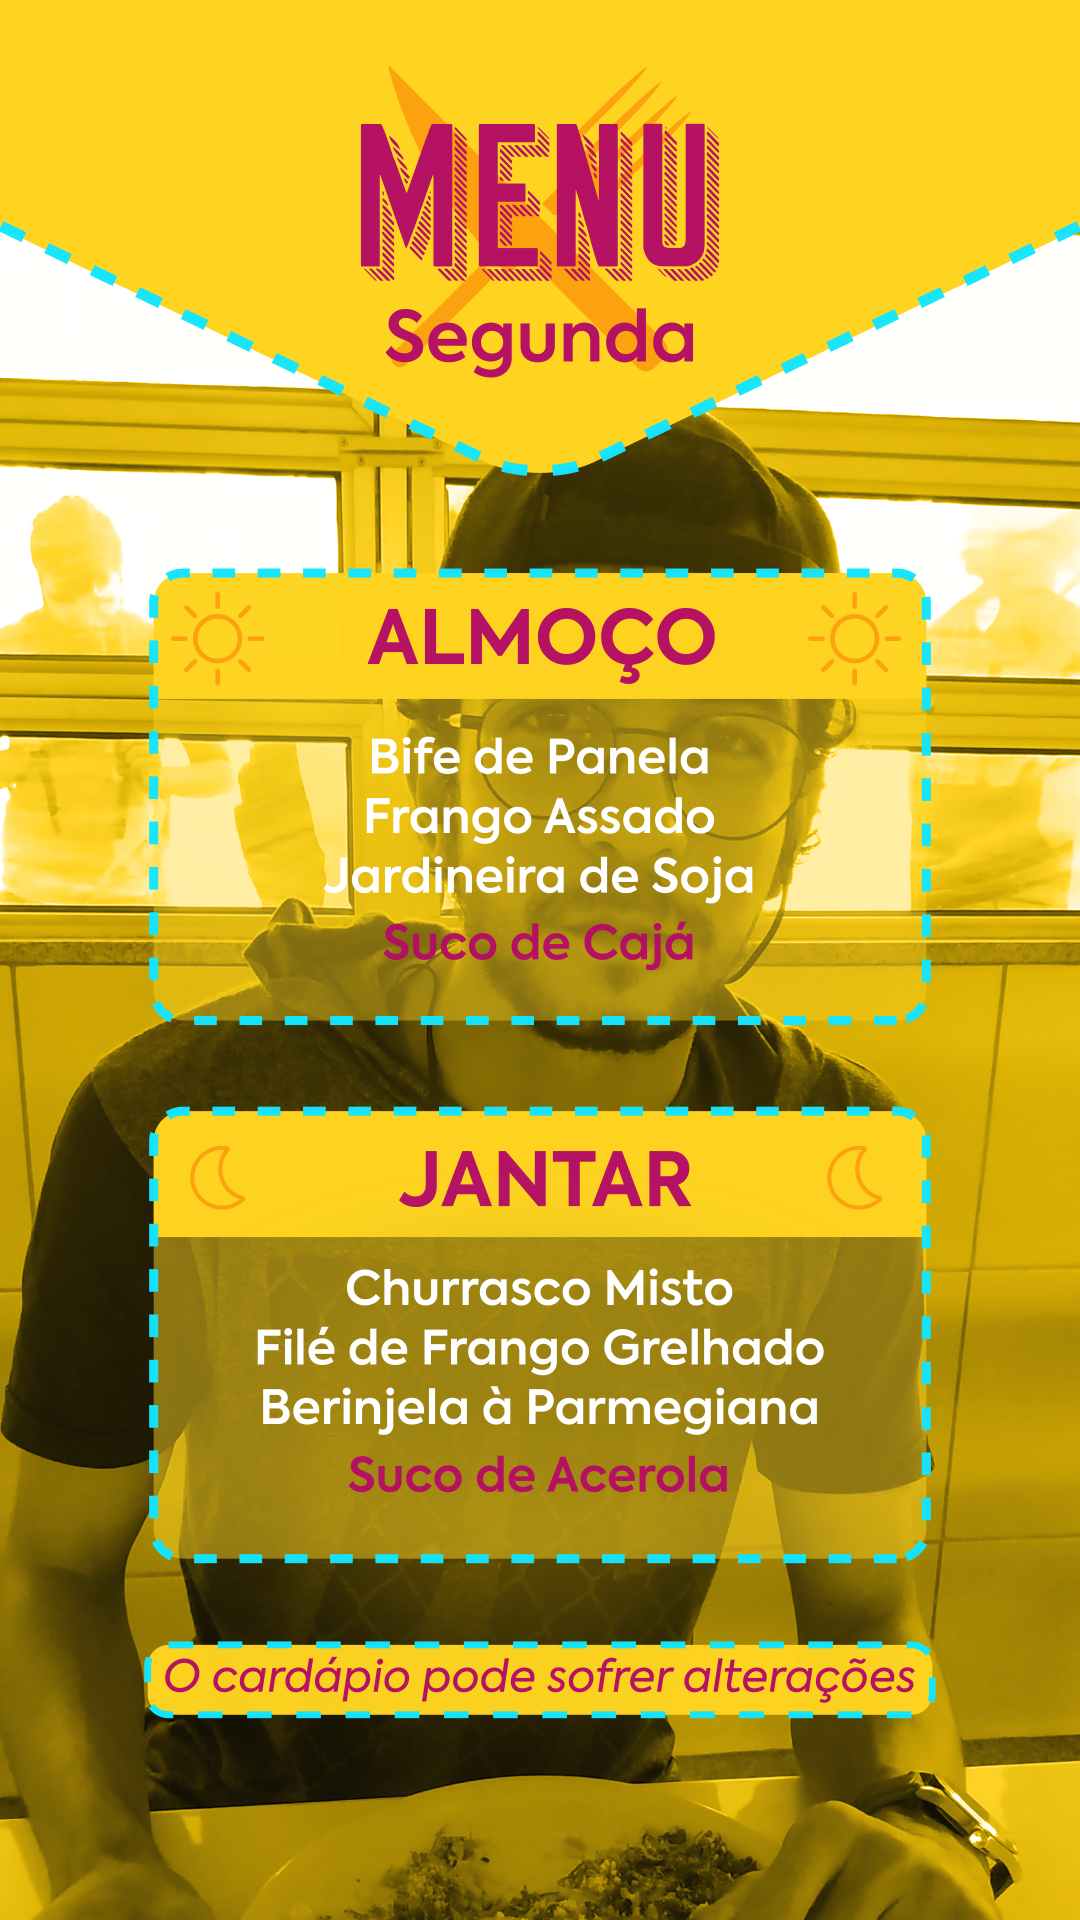 MENU
Segunda
ALMOÇO
Bife de Panela
Frango Assado
Jardineira de Soja
Suco de Cajá
JANTAR
Churrasco Misto
Filé de Frango Grelhado
Berinjela à Parmegiana
Suco de Acerola
O cardápio pode sofrer alterações